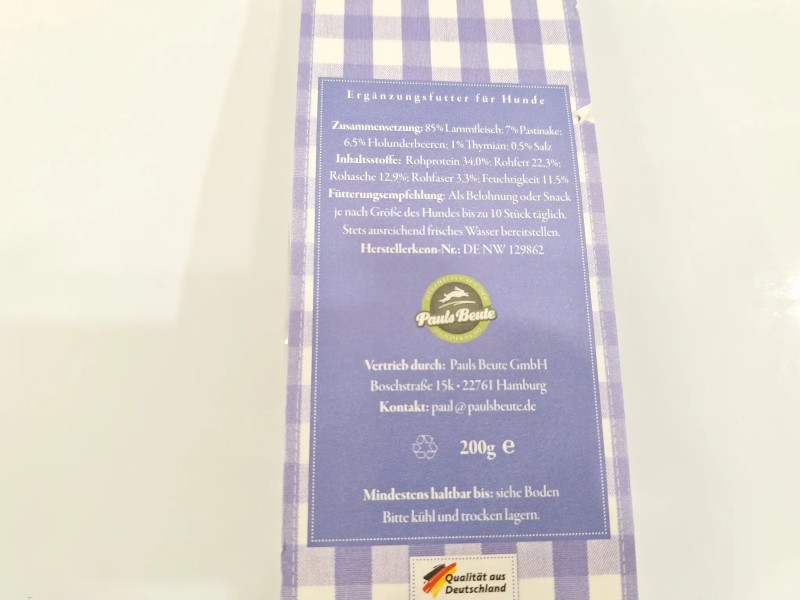 Ergänzungsfutter für Hunde
Zusammensetzung: 85% Lammfleisch; 7% Pastinake;
6,5% Holunderbeeren; 1% Thymian; 0,5% Salz
Inhaltsstoffe: Rohprotein 34,0%; Rohfett 22,3%;
Rohasche 12,9%; Rohfaser 3,3%; Feuchtigkeit 11,5%
Fütterungsempfehlung: Als Belohnung oder Snack
je nach Größe des Hundes bis zu 10 Stück täglich.
Stets ausreichend frisches Wasser bereitstellen.
Herstellerkenn-Nr.: DE NW 129862
Pauls Beute
Vertrieb durch: Pauls Beute GmbH
Boschstraße 15k • 22761 Hamburg
Kontakt: paul@paulsbeute.de
200g ℮
Mindestens haltbar bis: siehe Boden
Bitte kühl und trocken lagern.
Qualität aus
Deutschland